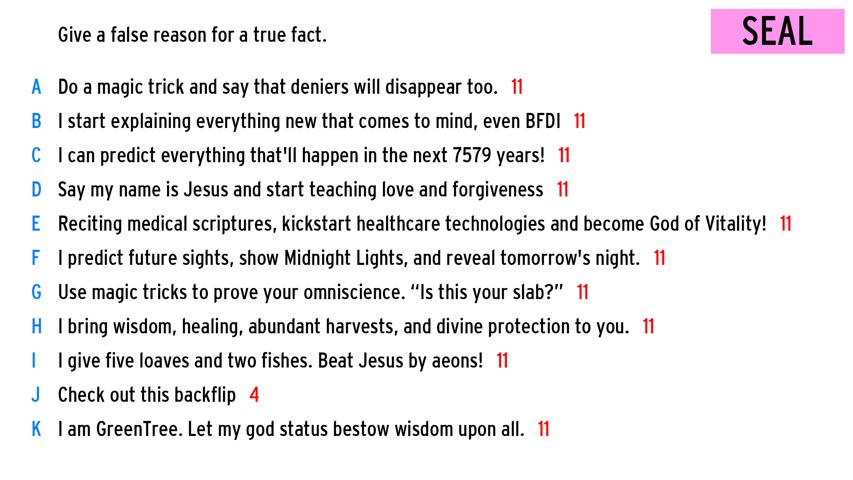 Give a false reason for a true fact.
SEAL
A Do a magic trick and say that deniers will disappear too. 11
B I start explaining everything new that comes to mind, even BFDI 11
C I can predict everything that'll happen in the next 7579 years! 11
D Say my name is Jesus and start teaching love and forgiveness 11
E Reciting medical scriptures, kickstart healthcare technologies and become God of Vitality! 11
F I predict future sights, show Midnight Lights, and reveal tomorrow's night. 11
G Use magic tricks to prove your omniscience. “Is this your slab?” 11
H I bring wisdom, healing, abundant harvests, and divine protection to you. 11
I I give five loaves and two fishes. Beat Jesus by aeons! 11
J Check out this backflip 4
K I am GreenTree. Let my god status bestow wisdom upon all. 11